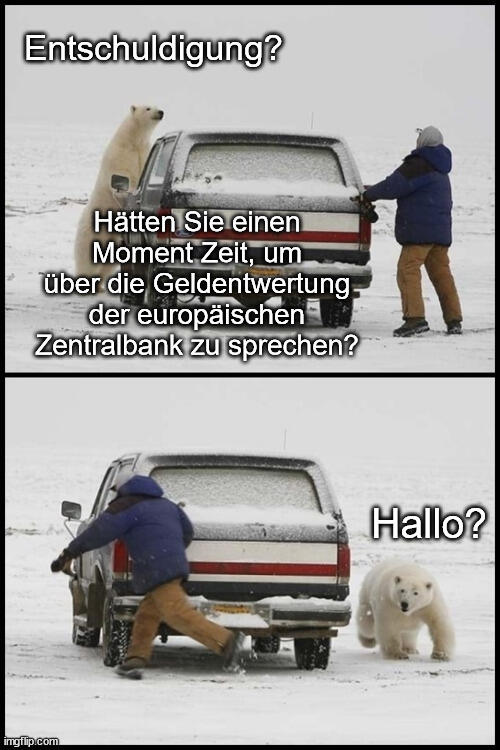 Entschuldigung?
Hätten Sie einen
Moment Zeit, um
über die Geldentwertung
der europäischen
Zentralbank zu sprechen?
Hallo?
imgflip.com